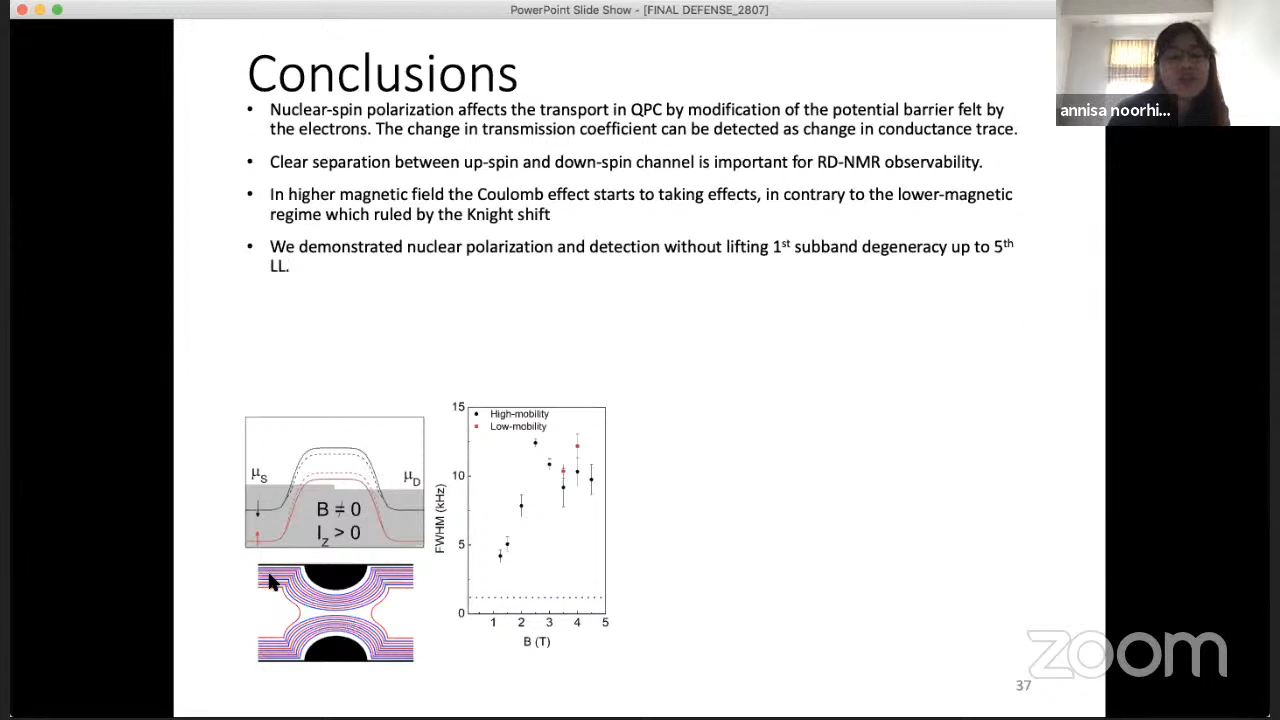 PowerPoint Slide Show - [FINAL DEFENSE_2807]
annisa noorhi...
Conclusions
• Nuclear-spin polarization affects the transport in QPC by modification of the potential barrier felt by
the electrons. The change in transmission coefficient can be detected as change in conductance trace.
• Clear separation between up-spin and down-spin channel is important for RD-NMR observability.
• In higher magnetic field the Coulomb effect starts to taking effects, in contrary to the lower-magnetic
regime which ruled by the Knight shift
• We demonstrated nuclear polarization and detection without lifting 1st subband degeneracy up to 5th
LL.
μS
μD
B ≠ 0
Iz > 0
15
10
5
0
High-mobility
Low-mobility
FWHM (kHz)
1 2 3 4 5
B (T)
zoom
37